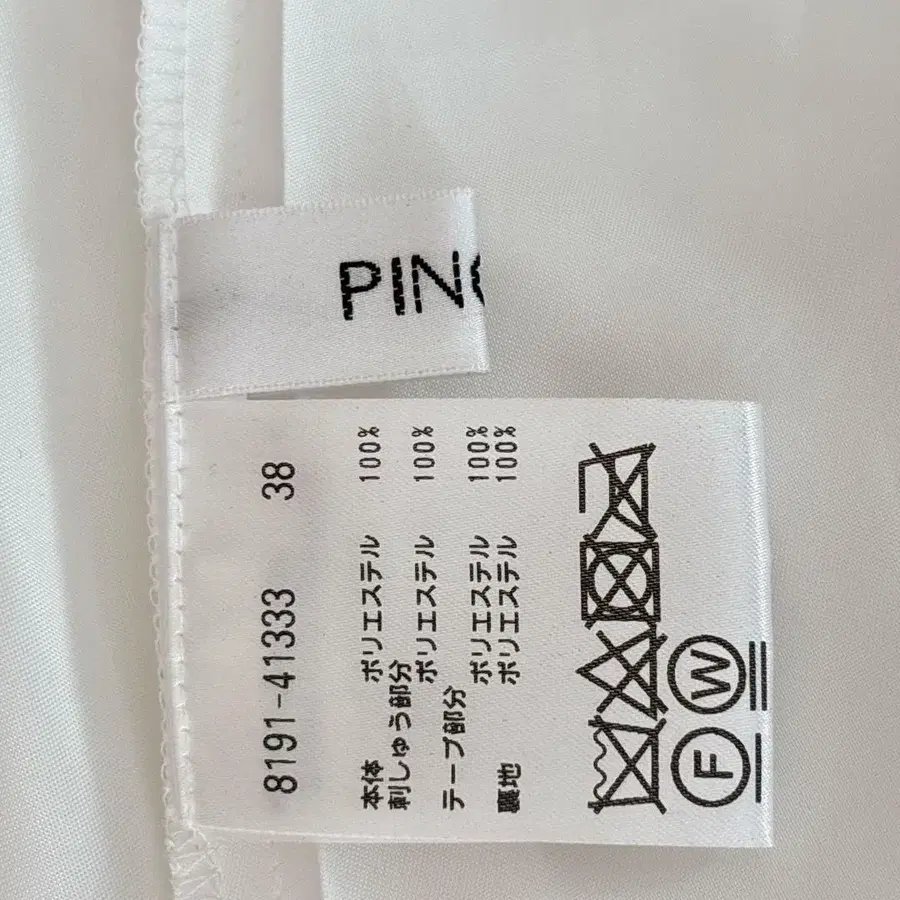 PIN
8191-41333 38
本体 ポリエステル 100%
刺しゅう部分
ポリエステル 100%
テープ部分
ポリエステル 100%
裏地 ポリエステル 100%
F W